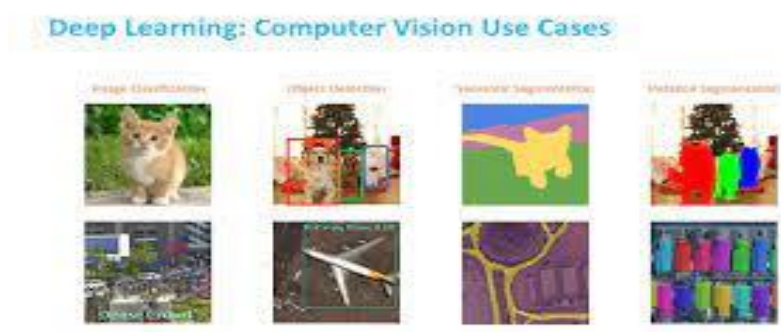 Deep Learning: Computer Vision Use Cases
Image Classification
Object Detection
Semantic Segmentation
Instance Segmentation